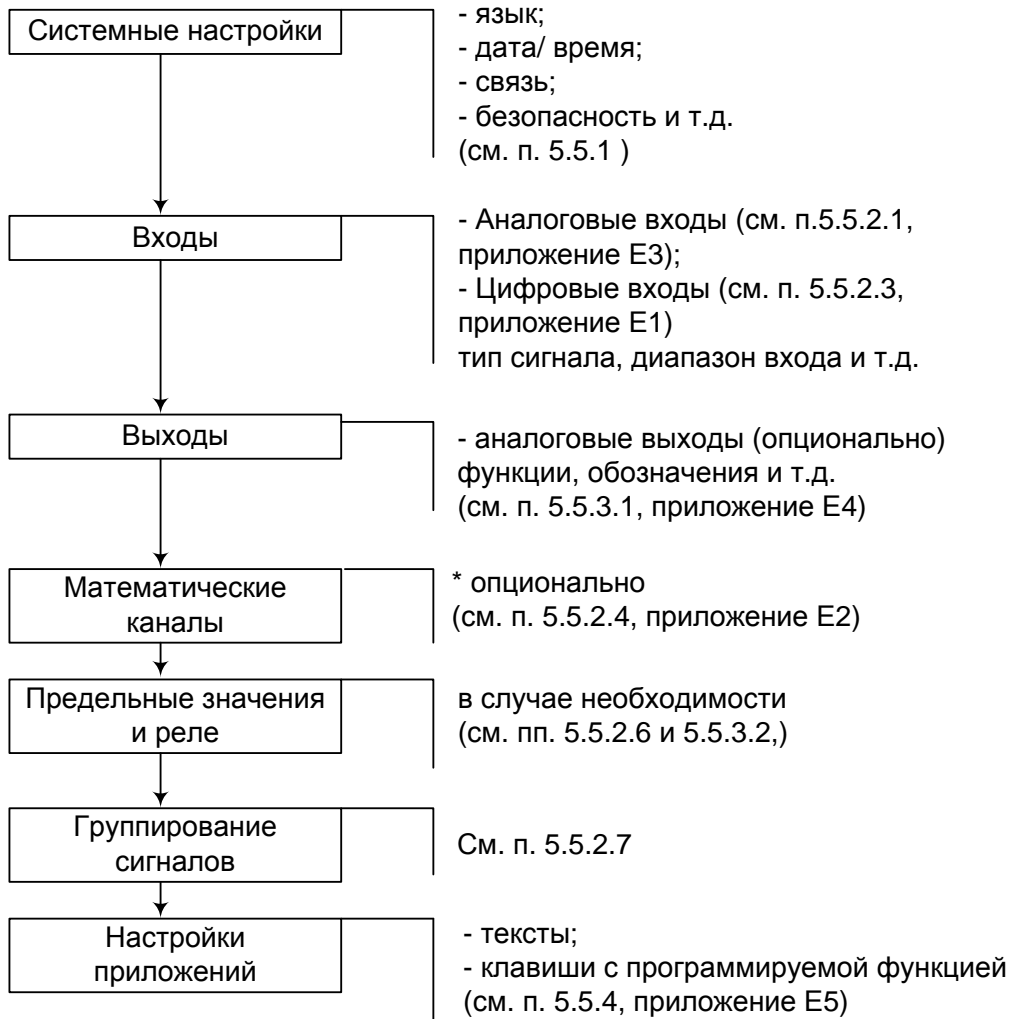 Системные настройки
- язык;
- дата/ время;
- связь;
- безопасность и т.д.
(см. п. 5.5.1 )
Входы
- Аналоговые входы (см. п.5.5.2.1,
приложение Е3);
- Цифровые входы (см. п. 5.5.2.3,
приложение Е1)
тип сигнала, диапазон входа и т.д.
Выходы
- аналоговые выходы (опционально)
функции, обозначения и т.д.
(см. п. 5.5.3.1, приложение Е4)
Математические
каналы
* опционально
(см. п. 5.5.2.4, приложение Е2)
Предельные значения
и реле
в случае необходимости
(см. пп. 5.5.2.6 и 5.5.3.2,)
Группирование
сигналов
См. п. 5.5.2.7
Настройки
приложений
- тексты;
- клавиши с программируемой функцией
(см. п. 5.5.4, приложение Е5)